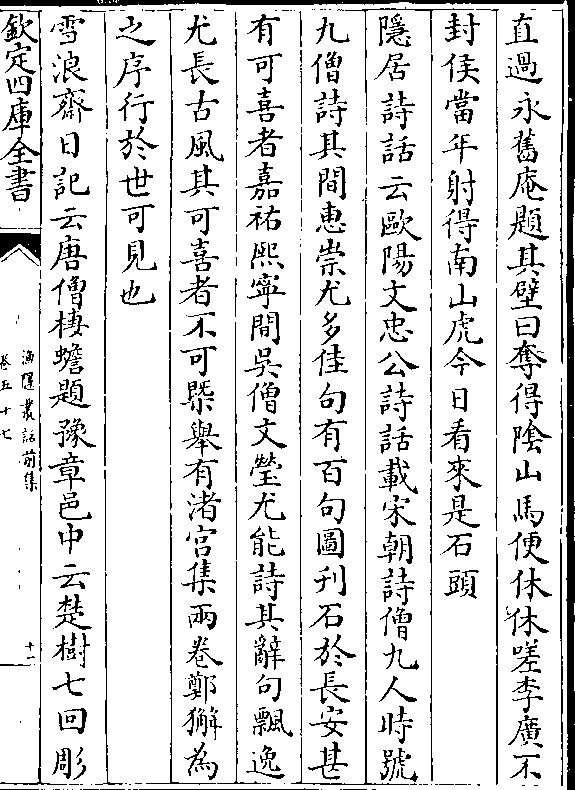 直過永舊庵題其壁曰奪得隂山馬便休休嗟李廣不
封侯當年射得南山虎今日看來是石頭
隱居詩話云歐陽文忠公詩話載宋朝詩僧九人時號
九僧詩其間惠崇尤多佳句有百句圖刋石於長安甚
有可喜者嘉祐熙寧間吳僧文瑩尤能詩其辭句飄逸
尤長古風其可喜者不可槩舉有渚宫集兩卷鄭獬為
之序行於世可見也
雪浪齋日記云唐僧棲蟾題豫章邑中云楚樹七回彫
欽定四庫全書
漁隱叢話前集
卷五十七
十二